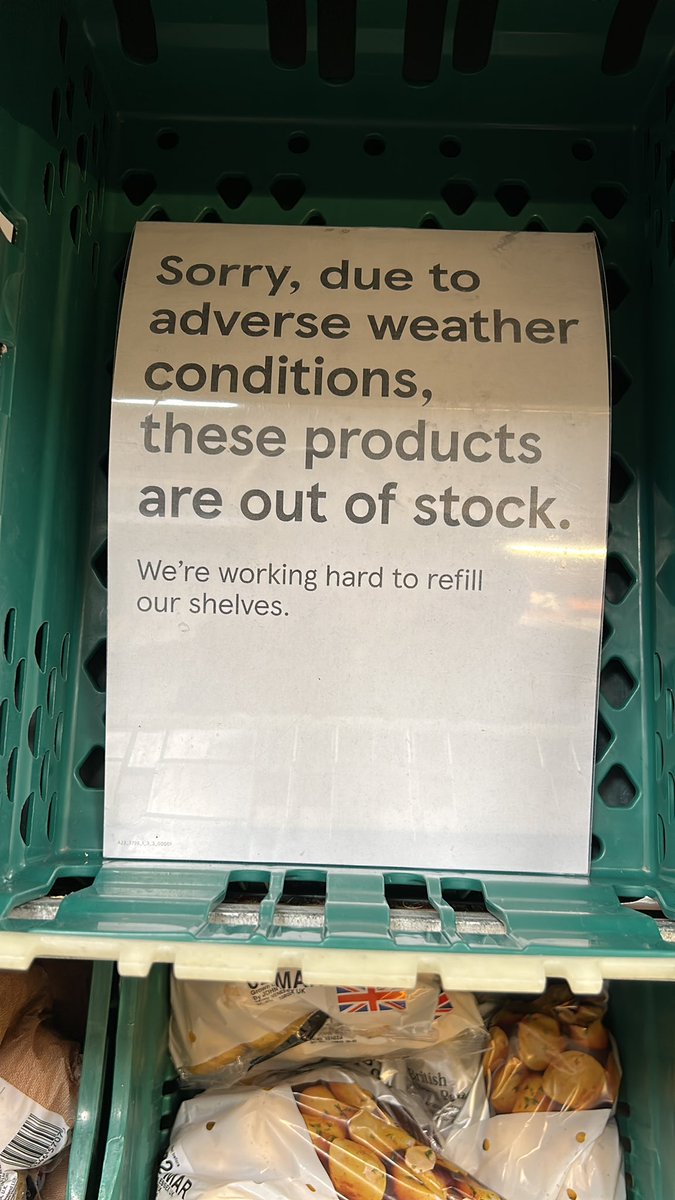 Sorry, due to
adverse weather
conditions,
these products
are out of stock.
We're working hard to refill
our shelves.
British